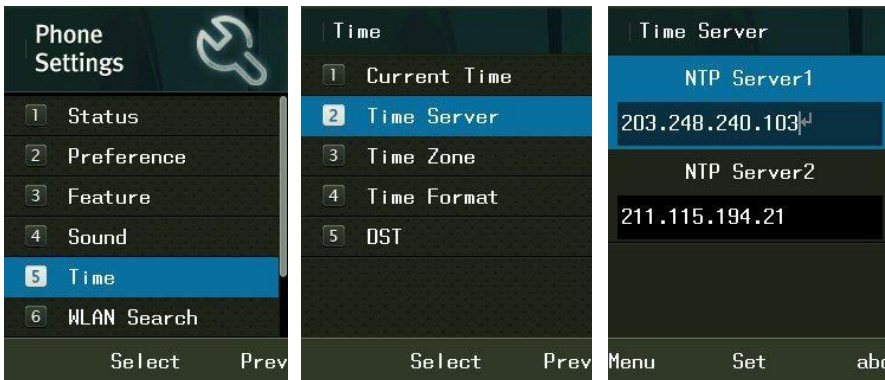 Phone
Settings
1 Status
2 Preference
3 Feature
4 Sound
5 Time
6 WLAN Search
Select Prev
Time
1 Current Time
2 Time Server
3 Time Zone
4 Time Format
5 DST
Select Prev
Time Server
NTP Server1
203.248.240.103
NTP Server2
211.115.194.21
Menu Set abc